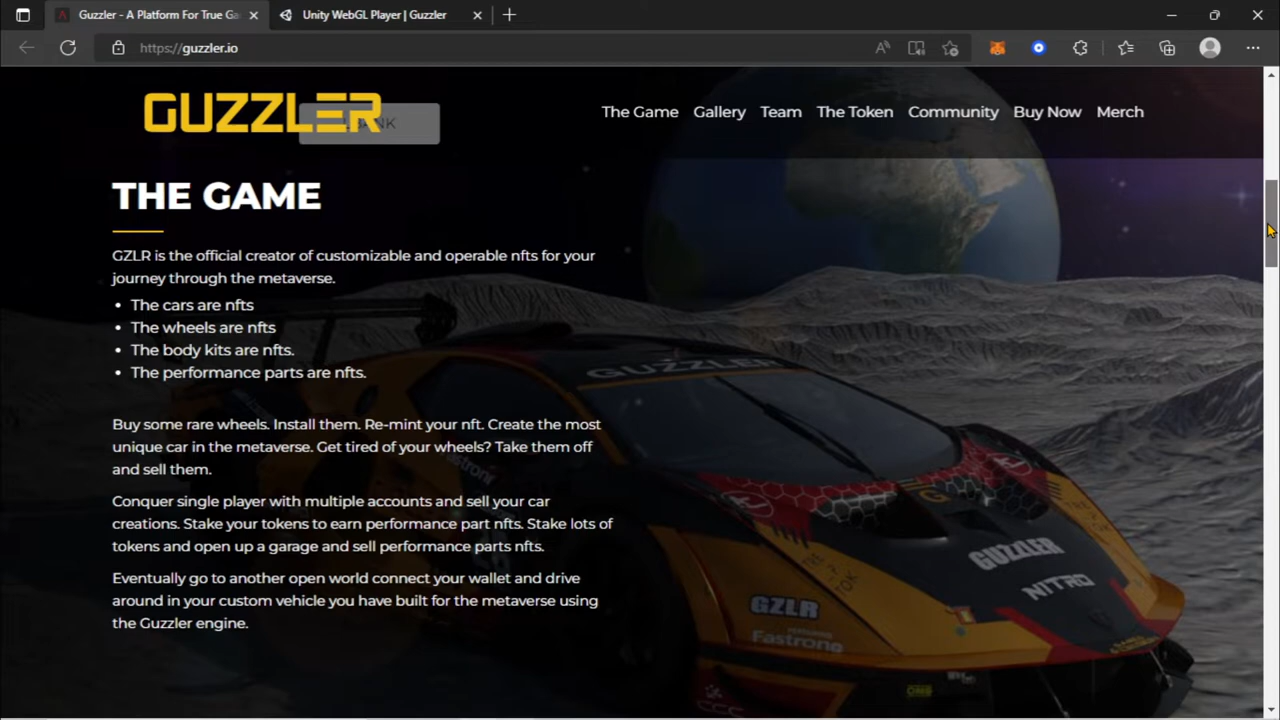 Guzzler - A Platform For True Ga
Unity WebGL Player | Guzzler
https://guzzler.io
GUZZLER
The Game
Gallery
Team
The Token
Community
Buy Now
Merch
THE GAME
GZLR is the official creator of customizable and operable nfts for your
journey through the metaverse.
• The cars are nfts
• The wheels are nfts
• The body kits are nfts.
• The performance parts are nfts.
Buy some rare wheels. Install them. Re-mint your nft. Create the most
unique car in the metaverse. Get tired of your wheels? Take them off
and sell them.
Conquer single player with multiple accounts and sell your car
creations. Stake your tokens to earn performance part nfts. Stake lots of
tokens and open up a garage and sell performance parts nfts.
Eventually go to another open world connect your wallet and drive
around in your custom vehicle you have built for the metaverse using
the Guzzler engine.
GUZZLER
GUZZLER
NITRO
GZLR
Fastrone